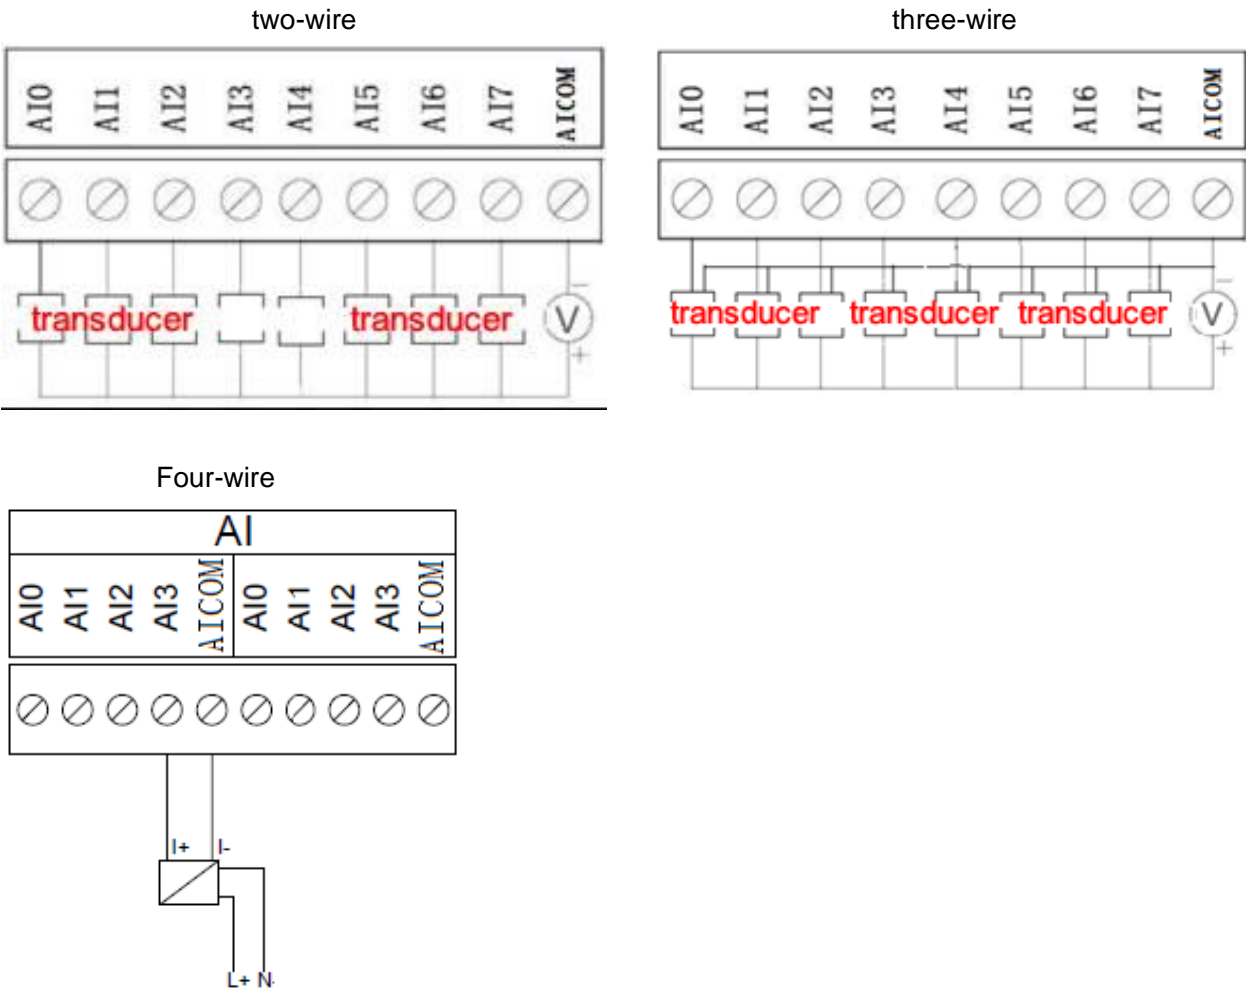 two-wire
AI0 AI1 AI2 AI3 AI4 AI5 AI6 AI7 AICOM
transducer transducer
−
V
+
three-wire
AI0 AI1 AI2 AI3 AI4 AI5 AI6 AI7 AICOM
transducer transducer transducer
−
V
+
Four-wire
AI
AI0 AI1 AI2 AI3 AICOM AI0 AI1 AI2 AI3 AICOM
I+ I-
L+ N